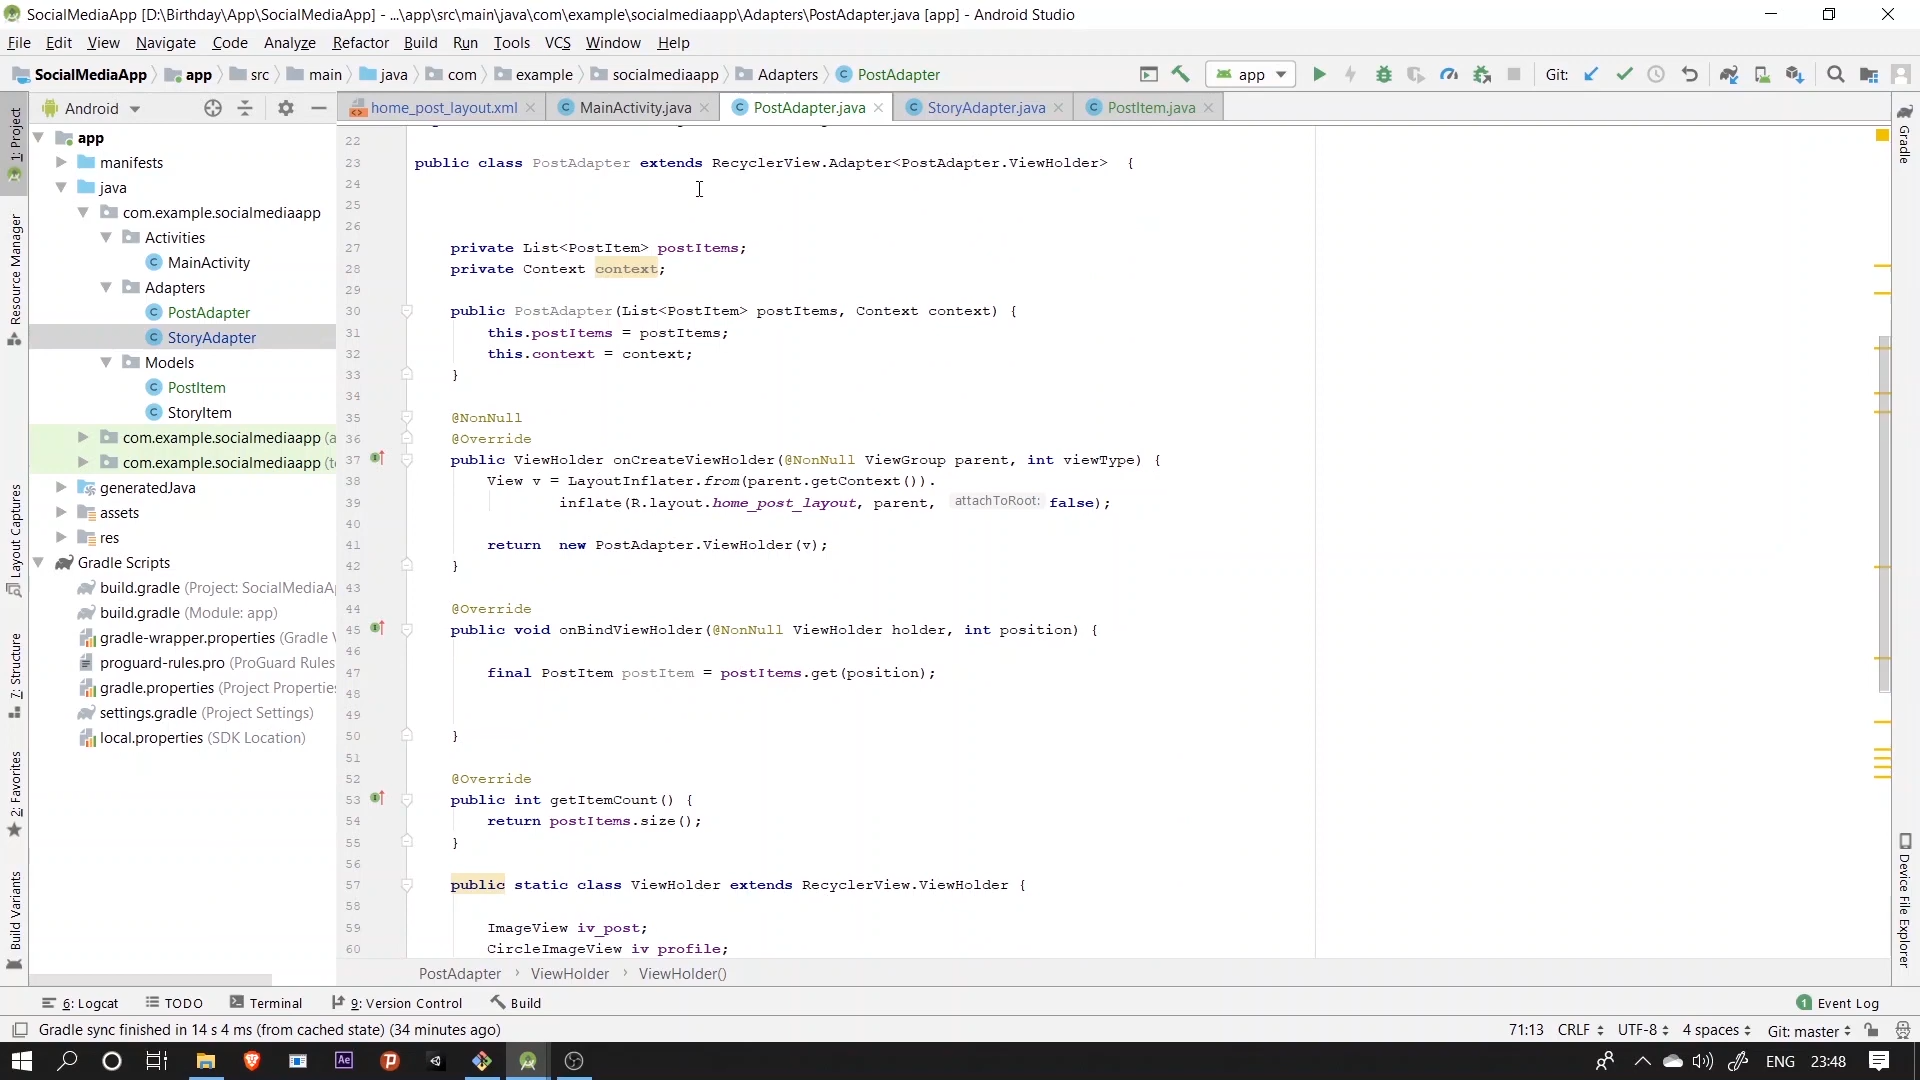 SocialMediaApp [D:\Birthday\App\SocialMediaApp] - ...\app\src\main\java\com\example\socialmediaapp\Adapters\PostAdapter.java [app] - Android Studio
File Edit View Navigate Code Analyze Refactor Build Run Tools VCS Window Help
SocialMediaApp app src main java com example socialmediaapp Adapters PostAdapter app Git:
Android home_post_layout.xml MainActivity.java PostAdapter.java StoryAdapter.java PostItem.java
1: Project
Resource Manager
Layout Captures
7: Structure
2: Favorites
Build Variants
app
manifests
java
com.example.socialmediaapp
Activities
MainActivity
Adapters
PostAdapter
StoryAdapter
Models
PostItem
StoryItem
com.example.socialmediaapp (a
com.example.socialmediaapp (t
generatedJava
assets
res
Gradle Scripts
build.gradle (Project: SocialMediaA
build.gradle (Module: app)
gradle-wrapper.properties (Gradle
proguard-rules.pro (ProGuard Rules
gradle.properties (Project Propertie
settings.gradle (Project Settings)
local.properties (SDK Location)
22
23 public class PostAdapter extends RecyclerView.Adapter<PostAdapter.ViewHolder> {
24
25
26
27 private List<PostItem> postItems;
28 private Context context;
29
30 public PostAdapter(List<PostItem> postItems, Context context) {
31 this.postItems = postItems;
32 this.context = context;
33 }
34
35 @NonNull
36 @Override
37 public ViewHolder onCreateViewHolder(@NonNull ViewGroup parent, int viewType) {
38 View v = LayoutInflater.from(parent.getContext()).
39 inflate(R.layout.home_post_layout, parent, attachToRoot: false);
40
41 return new PostAdapter.ViewHolder(v);
42 }
43
44 @Override
45 public void onBindViewHolder(@NonNull ViewHolder holder, int position) {
46
47 final PostItem postItem = postItems.get(position);
48
49
50 }
51
52 @Override
53 public int getItemCount() {
54 return postItems.size();
55 }
56
57 public static class ViewHolder extends RecyclerView.ViewHolder {
58
59 ImageView iv_post;
60 CircleImageView iv_profile;
PostAdapter ViewHolder ViewHolder()
Gradle
Device File Explorer
6: Logcat TODO Terminal 9: Version Control Build 1 Event Log
Gradle sync finished in 14 s 4 ms (from cached state) (34 minutes ago) 71:13 CRLF UTF-8 4 spaces Git: master
Ae ENG 23:48